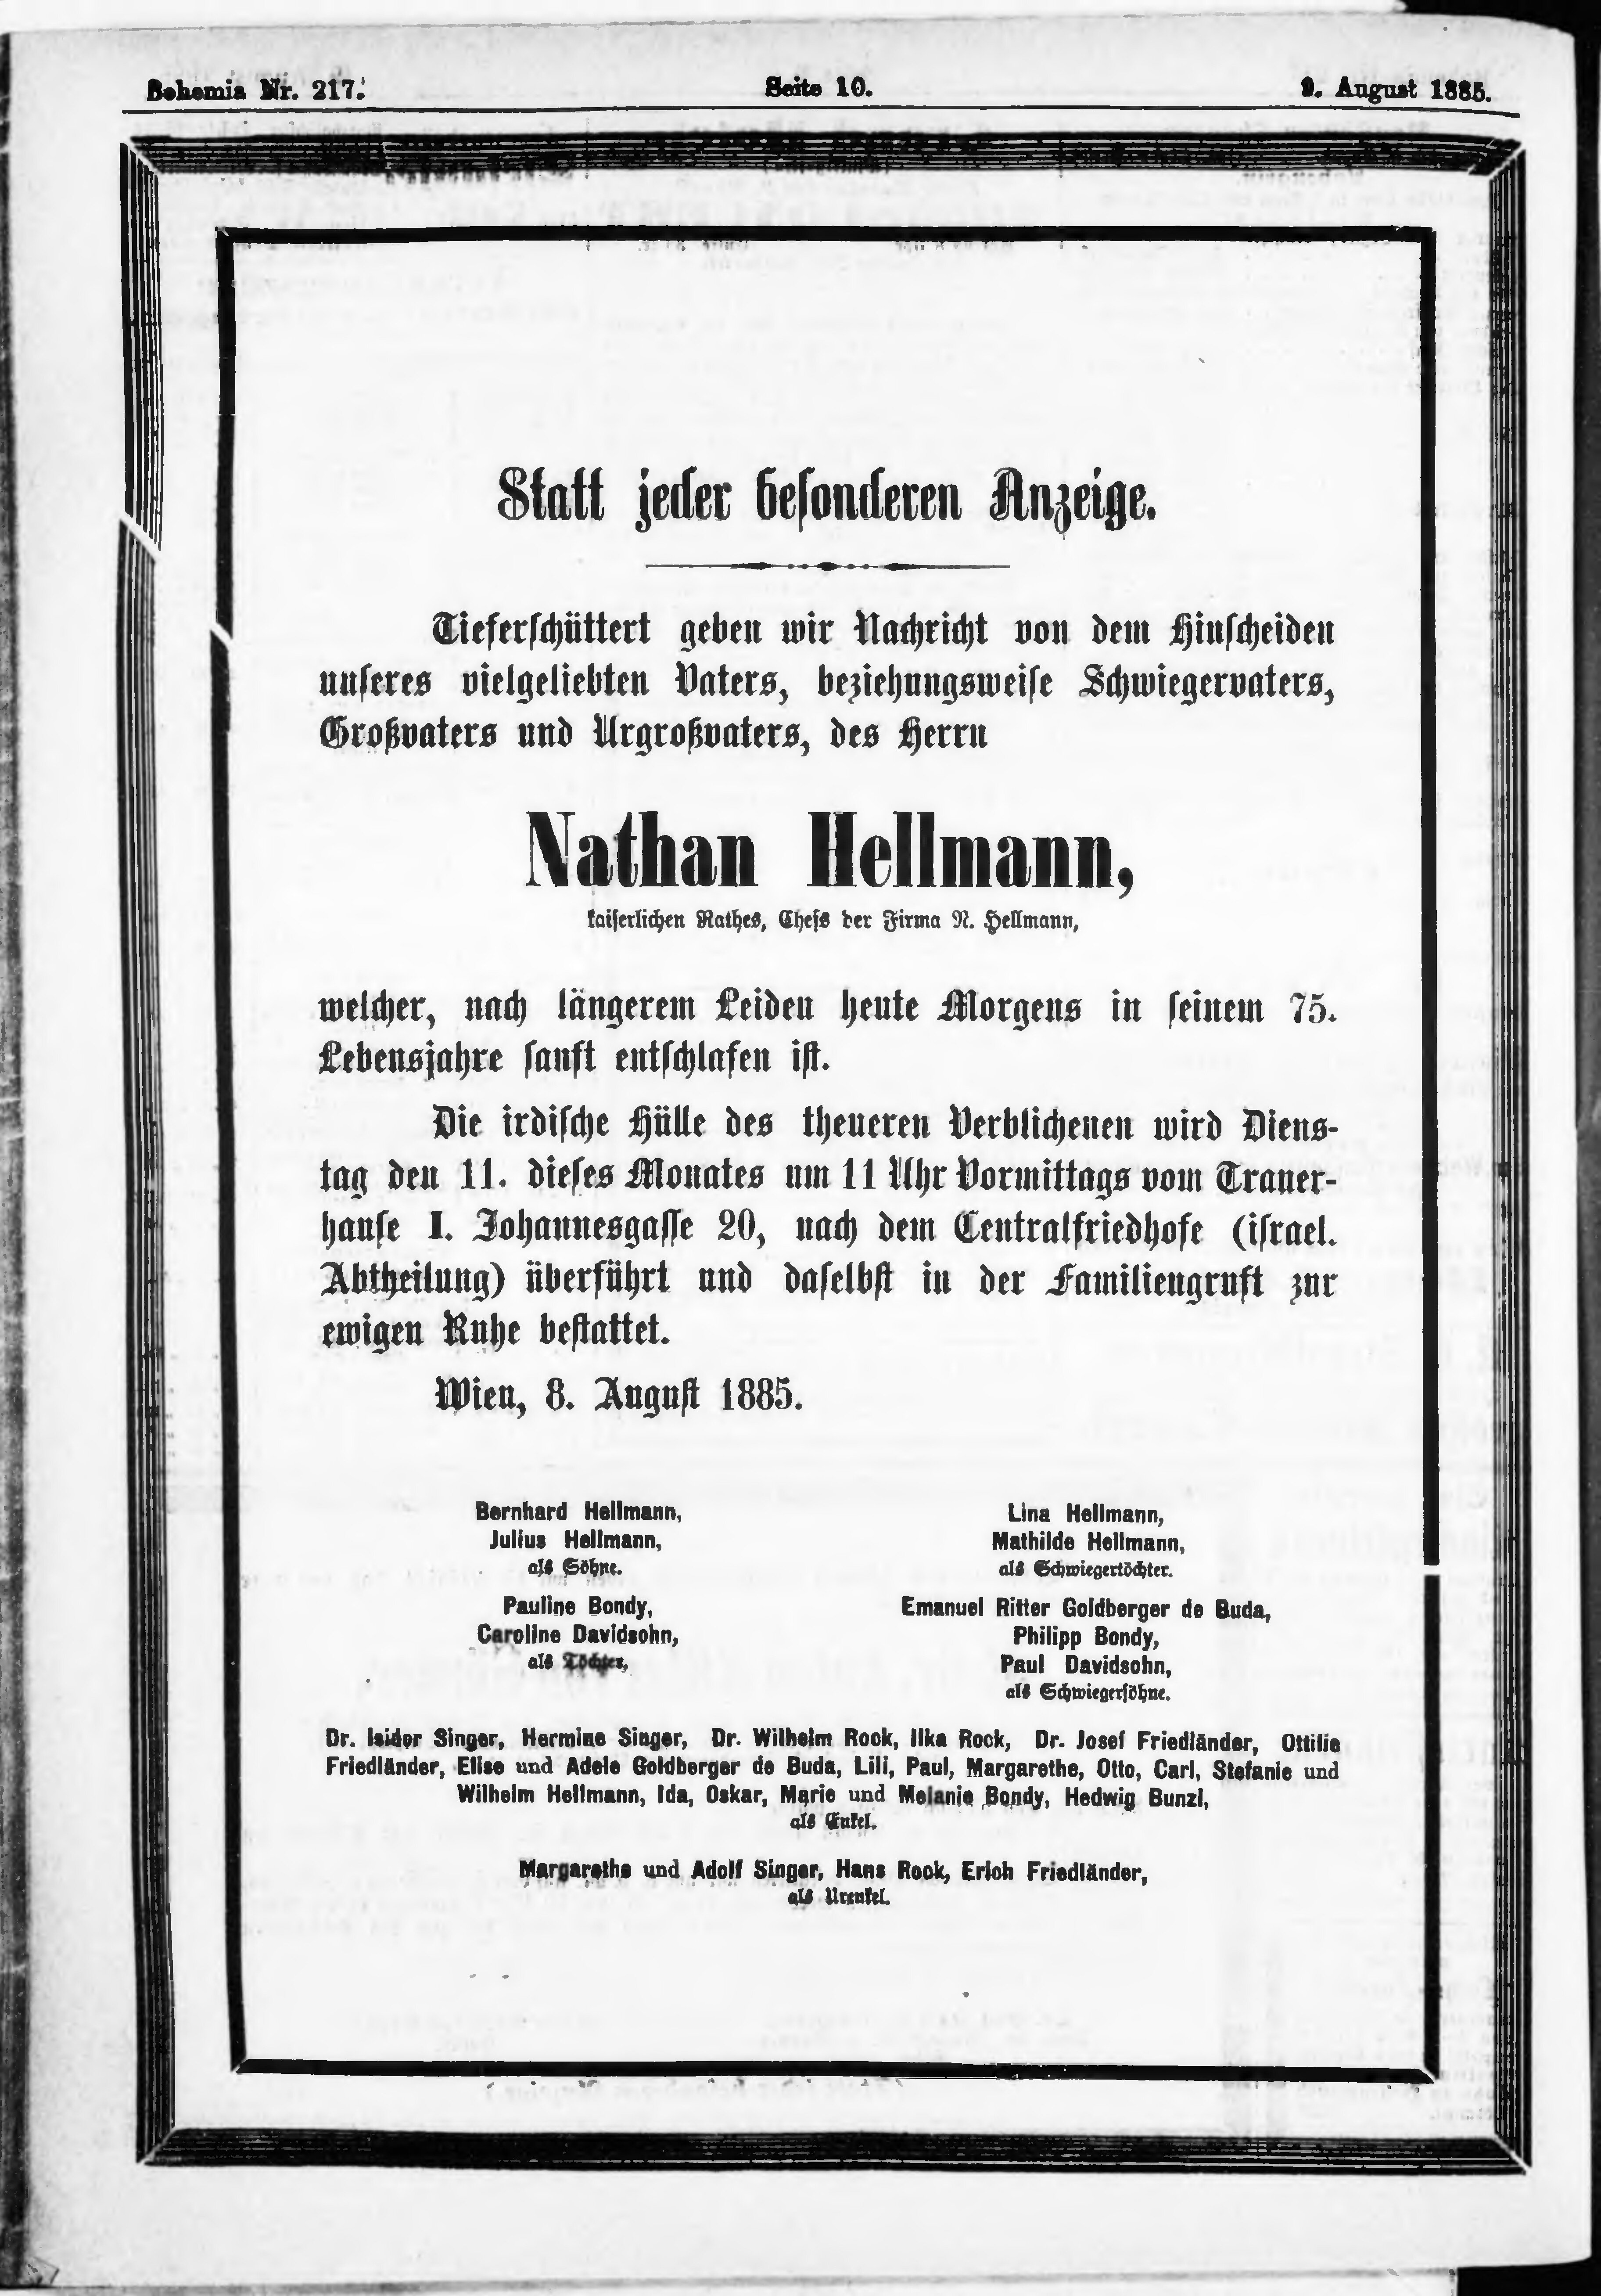 Bohemia Nr. 217.
Seite 10.
9. August 1885.
Statt jeder besonderen Anzeige.
Tieferschüttert geben wir Nachricht von dem Hinscheiden
unseres vielgeliebten Vaters, beziehungsweise Schwiegervaters,
Großvaters und Urgroßvaters, des Herrn
Nathan Hellmann,
kaiserlichen Rathes, Chefs der Firma N. Hellmann,
welcher, nach längerem Leiden heute Morgens in seinem 75.
Lebensjahre sanft entschlafen ist.
Die irdische Hülle des theueren Verblichenen wird Diens-
tag den 11. dieses Monates um 11 Uhr Vormittags vom Trauer-
hause I. Johannesgasse 20, nach dem Centralfriedhofe (israel.
Abtheilung) überführt und daselbst in der Familiengruft zur
ewigen Ruhe bestattet.
Wien, 8. August 1885.
Bernhard Hellmann,
Julius Hellmann,
als Söhne.
Pauline Bondy,
Caroline Davidsohn,
als Töchter,
Lina Hellmann,
Mathilde Hellmann,
als Schwiegertöchter.
Emanuel Ritter Goldberger de Buda,
Philipp Bondy,
Paul Davidsohn,
als Schwiegersöhne.
Dr. Isidor Singer, Hermine Singer, Dr. Wilhelm Rock, Ilka Rock, Dr. Josef Friedländer, Ottilie
Friedländer, Elise und Adele Goldberger de Buda, Lili, Paul, Margarethe, Otto, Carl, Stefanie und
Wilhelm Hellmann, Ida, Oskar, Marie und Melanie Bondy, Hedwig Bunzl,
als Enkel.
Margarethe und Adolf Singer, Hans Rock, Erich Friedländer,
als Urenkel.